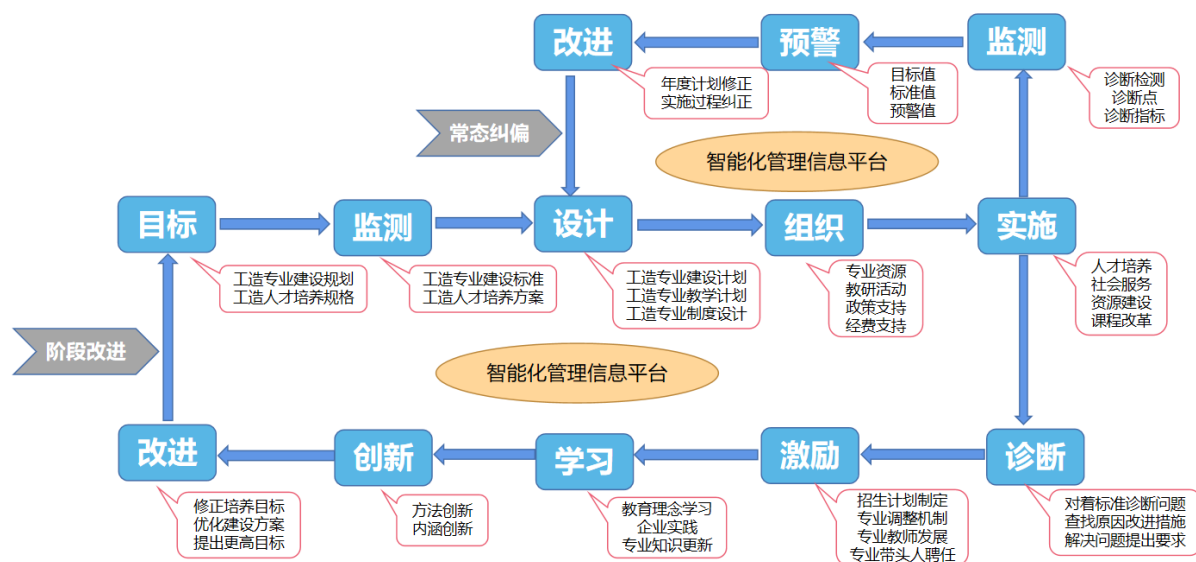 改进
预警
监测
年度计划修正
实施过程纠正
目标值
标准值
预警值
诊断检测
诊断点
诊断指标
常态纠偏
智能化管理信息平台
目标
监测
设计
组织
实施
工造专业建设规划
工造人才培养规格
工造专业建设标准
工造人才培养方案
工造专业建设计划
工造专业教学计划
工造专业制度设计
专业资源
教研活动
政策支持
经费支持
人才培养
社会服务
资源建设
课程改革
阶段改进
智能化管理信息平台
改进
创新
学习
激励
诊断
修正培养目标
优化建设方案
提出更高目标
方法创新
内涵创新
教育理念学习
企业实践
专业知识更新
招生计划制定
专业调整机制
专业教师发展
专业带头人聘任
对着标准诊断问题
查找原因改进措施
解决问题提出要求